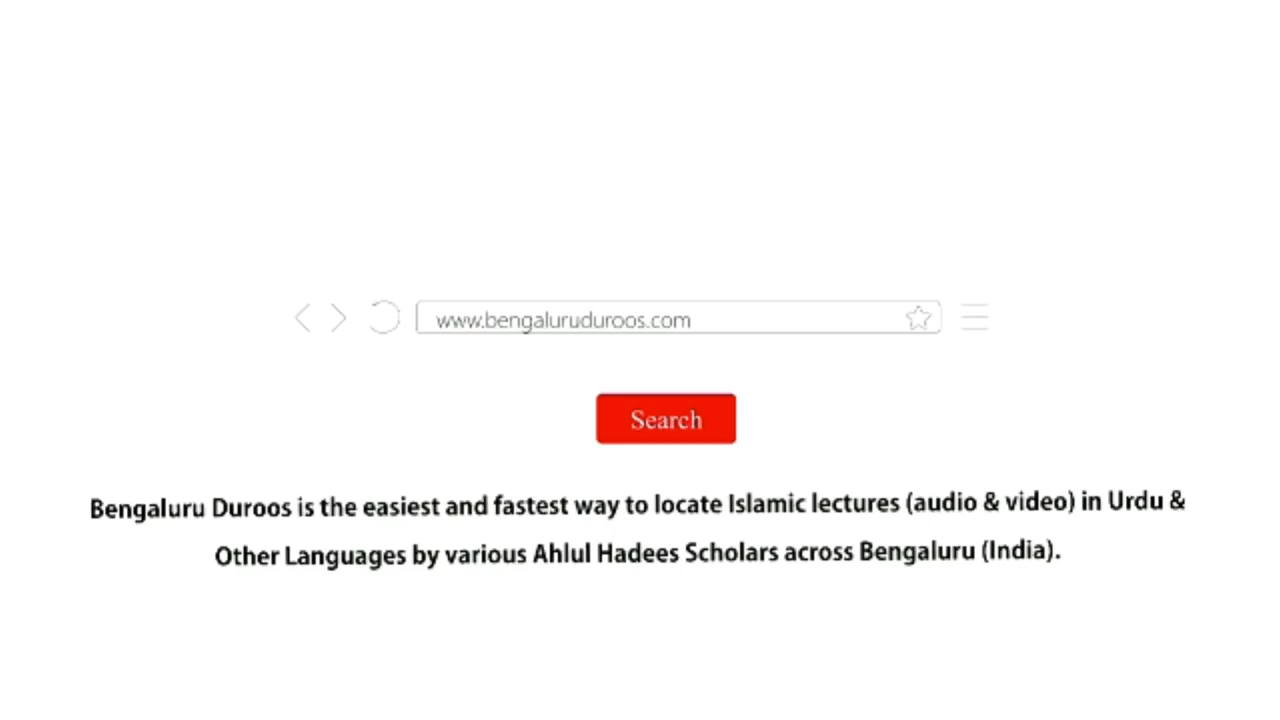 www.bengaluruduroos.com
Search
Bengaluru Duroos is the easiest and fastest way to locate Islamic lectures (audio & video) in Urdu &
Other Languages by various Ahlul Hadees Scholars across Bengaluru (India).